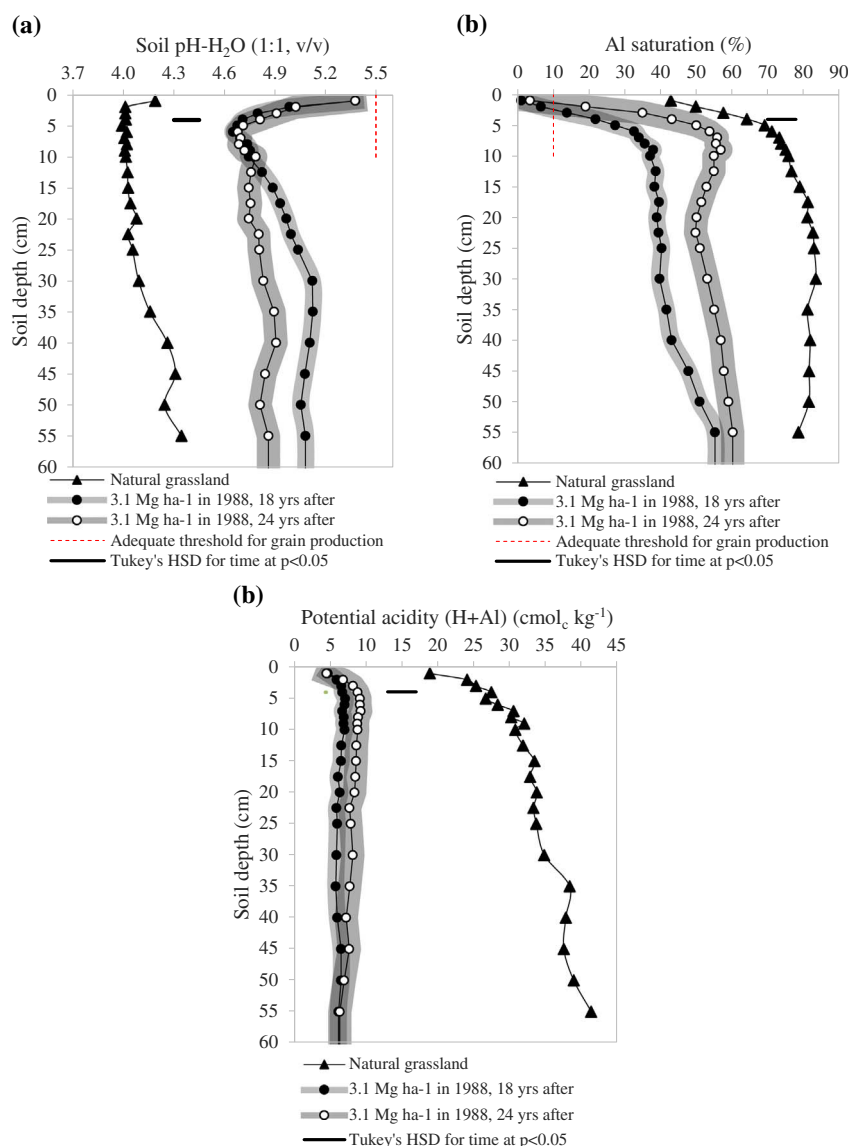 (a)
Soil pH-H2O (1:1, v/v)
3.7 4.0 4.3 4.6 4.9 5.2 5.5
0
5
10
15
20
25
30
35
40
45
50
55
60
Soil depth (cm)
Natural grassland
3.1 Mg ha-1 in 1988, 18 yrs after
3.1 Mg ha-1 in 1988, 24 yrs after
Adequate threshold for grain production
Tukey's HSD for time at p<0.05
(b)
Al saturation (%)
0 10 20 30 40 50 60 70 80 90
0
5
10
15
20
25
30
35
40
45
50
55
60
Soil depth (cm)
Natural grassland
3.1 Mg ha-1 in 1988, 18 yrs after
3.1 Mg ha-1 in 1988, 24 yrs after
Adequate threshold for grain production
Tukey's HSD for time at p<0.05
(b)
Potential acidity (H+Al) (cmolc kg-1)
0 5 10 15 20 25 30 35 40 45
0
5
10
15
20
25
30
35
40
45
50
55
60
Soil depth (cm)
Natural grassland
3.1 Mg ha-1 in 1988, 18 yrs after
3.1 Mg ha-1 in 1988, 24 yrs after
Tukey's HSD for time at p<0.05